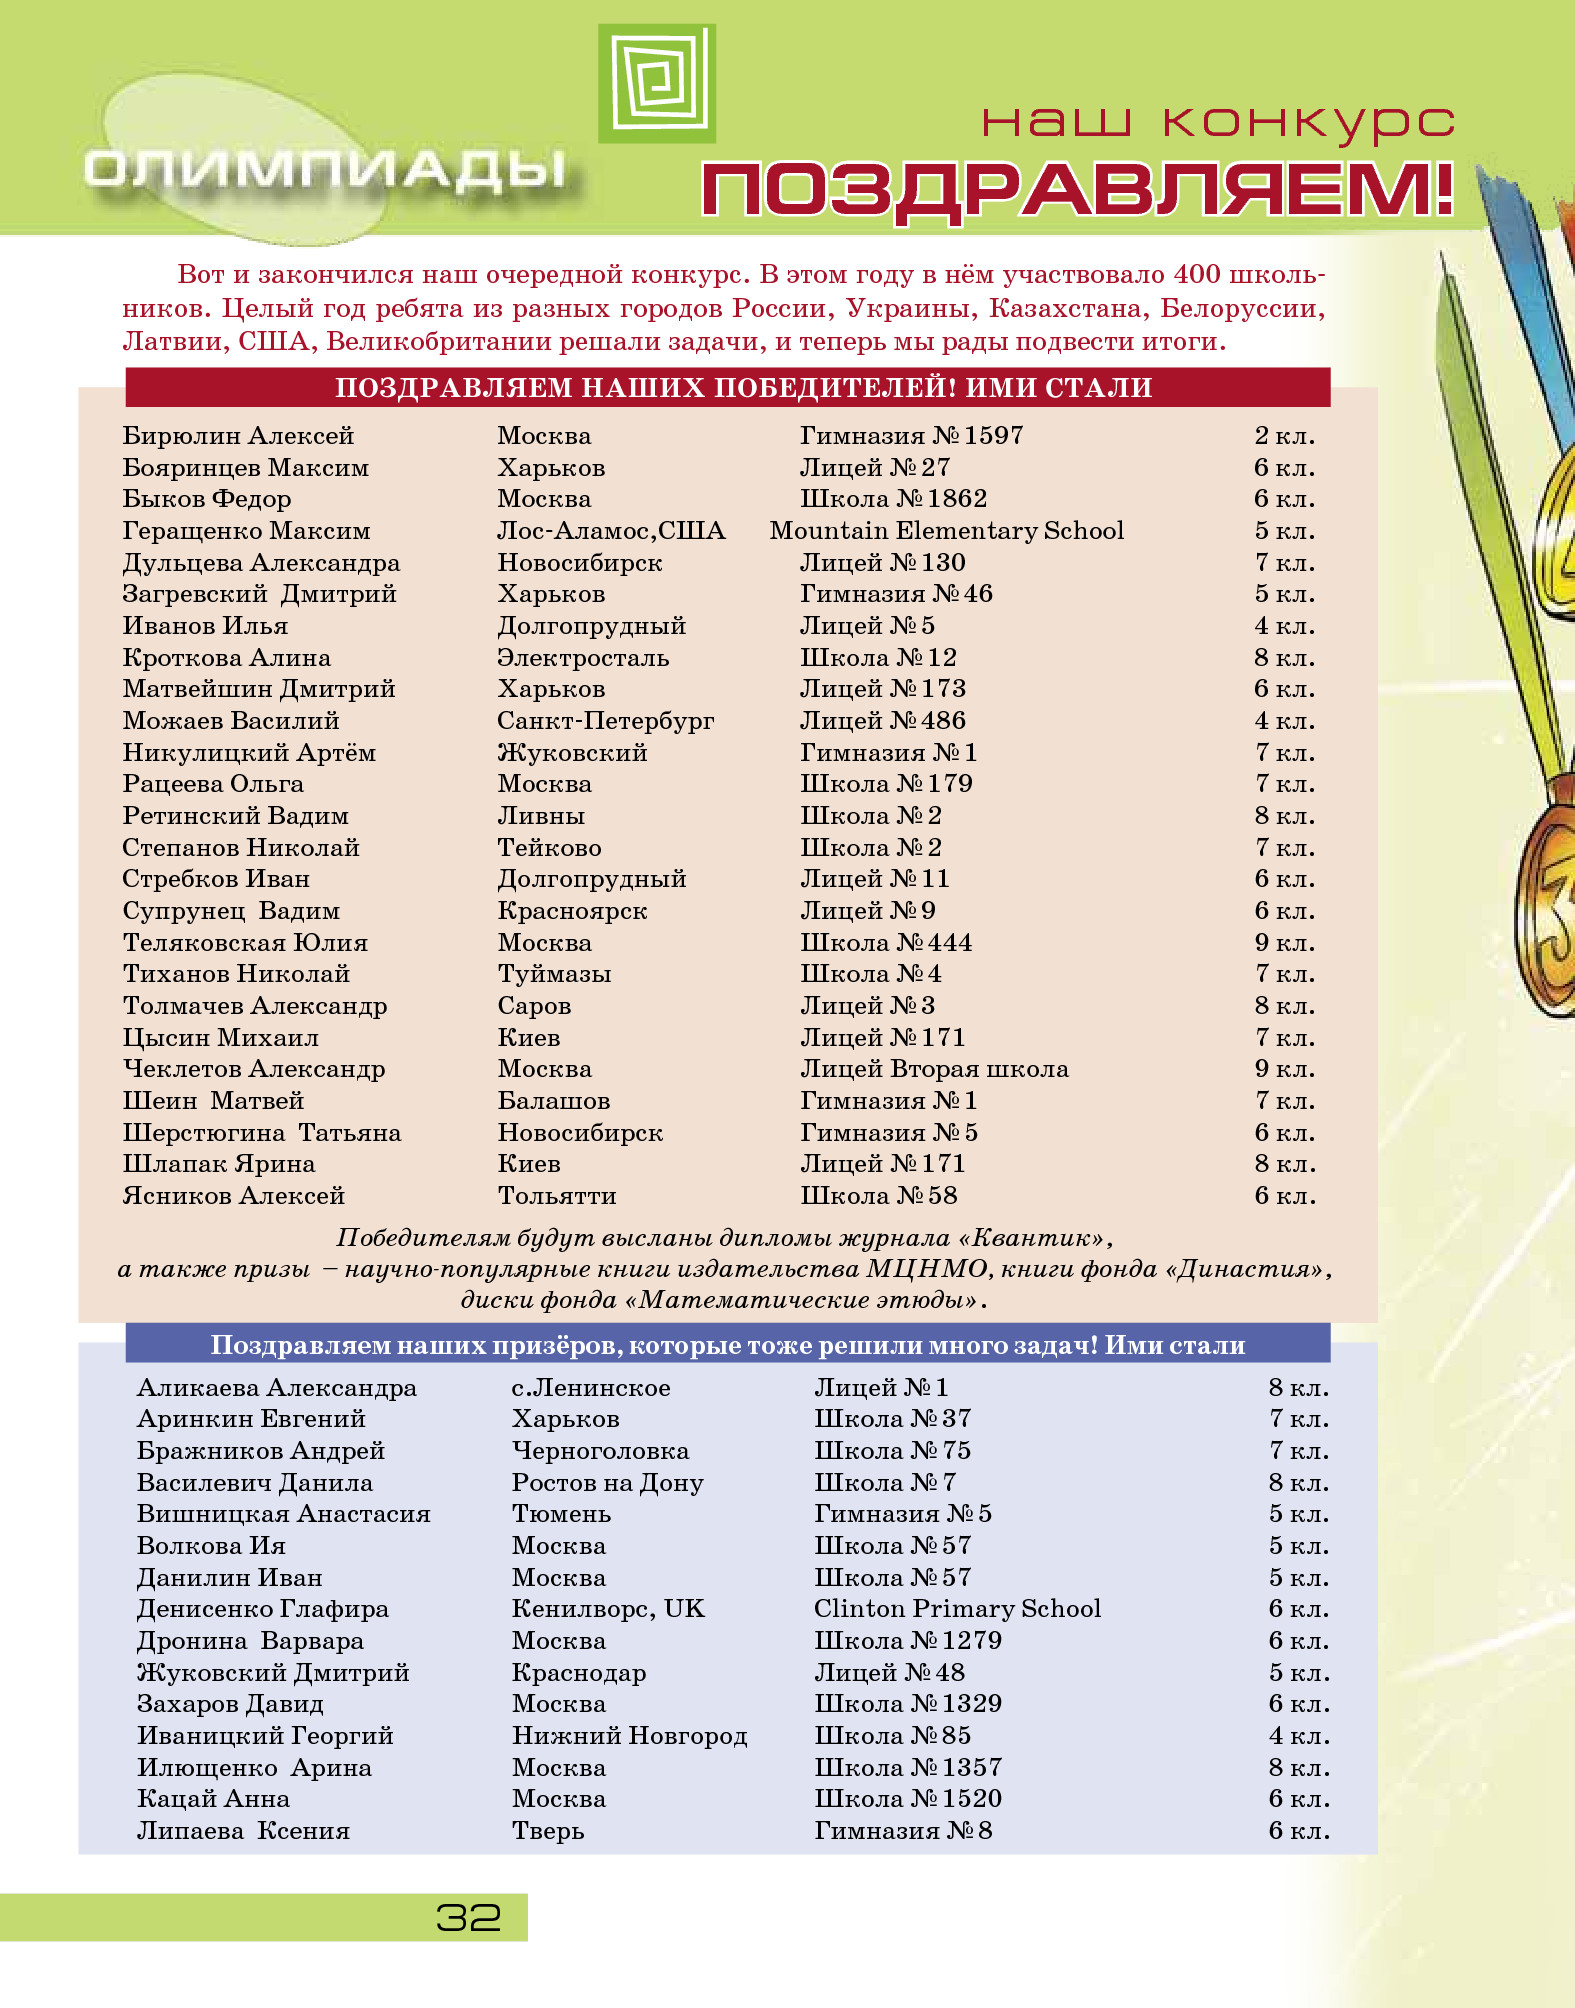 наш конкурс
ОЛИМПИАДЫ
ПОЗДРАВЛЯЕМ!
Вот и закончился наш очередной конкурс. В этом году в нём участвовало 400 школь-
ников. Целый год ребята из разных городов России, Украины, Казахстана, Белоруссии,
Латвии, США, Великобритании решали задачи, и теперь мы рады подвести итоги.
ПОЗДРАВЛЯЕМ НАШИХ ПОБЕДИТЕЛЕЙ! ИМИ СТАЛИ
Бирюлин Алексей Москва Гимназия № 1597 2 кл.
Бояринцев Максим Харьков Лицей № 27 6 кл.
Быков Федор Москва Школа № 1862 6 кл.
Геращенко Максим Лос-Аламос,США Mountain Elementary School 5 кл.
Дульцева Александра Новосибирск Лицей № 130 7 кл.
Загревский Дмитрий Харьков Гимназия № 46 5 кл.
Иванов Илья Долгопрудный Лицей № 5 4 кл.
Кроткова Алина Электросталь Школа № 12 8 кл.
Матвейшин Дмитрий Харьков Лицей № 173 6 кл.
Можаев Василий Санкт-Петербург Лицей № 486 4 кл.
Никулицкий Артём Жуковский Гимназия № 1 7 кл.
Рацеева Ольга Москва Школа № 179 7 кл.
Ретинский Вадим Ливны Школа № 2 8 кл.
Степанов Николай Тейково Школа № 2 7 кл.
Стребков Иван Долгопрудный Лицей № 11 6 кл.
Супрунец Вадим Красноярск Лицей № 9 6 кл.
Теляковская Юлия Москва Школа № 444 9 кл.
Тиханов Николай Туймазы Школа № 4 7 кл.
Толмачев Александр Саров Лицей № 3 8 кл.
Цысин Михаил Киев Лицей № 171 7 кл.
Чеклетов Александр Москва Лицей Вторая школа 9 кл.
Шеин Матвей Балашов Гимназия № 1 7 кл.
Шерстюгина Татьяна Новосибирск Гимназия № 5 6 кл.
Шлапак Ярина Киев Лицей № 171 8 кл.
Ясников Алексей Тольятти Школа № 58 6 кл.
Победителям будут высланы дипломы журнала «Квантик»,
а также призы – научно-популярные книги издательства МЦНМО, книги фонда «Династия»,
диски фонда «Математические этюды».
Поздравляем наших призёров, которые тоже решили много задач! Ими стали
Аликаева Александра с.Ленинское Лицей № 1 8 кл.
Аринкин Евгений Харьков Школа № 37 7 кл.
Бражников Андрей Черноголовка Школа № 75 7 кл.
Василевич Данила Ростов на Дону Школа № 7 8 кл.
Вишницкая Анастасия Тюмень Гимназия № 5 5 кл.
Волкова Ия Москва Школа № 57 5 кл.
Данилин Иван Москва Школа № 57 5 кл.
Денисенко Глафира Кенилворс, UK Clinton Primary School 6 кл.
Дронина Варвара Москва Школа № 1279 6 кл.
Жуковский Дмитрий Краснодар Лицей № 48 5 кл.
Захаров Давид Москва Школа № 1329 6 кл.
Иваницкий Георгий Нижний Новгород Школа № 85 4 кл.
Илющенко Арина Москва Школа № 1357 8 кл.
Кацай Анна Москва Школа № 1520 6 кл.
Липаева Ксения Тверь Гимназия № 8 6 кл.
32